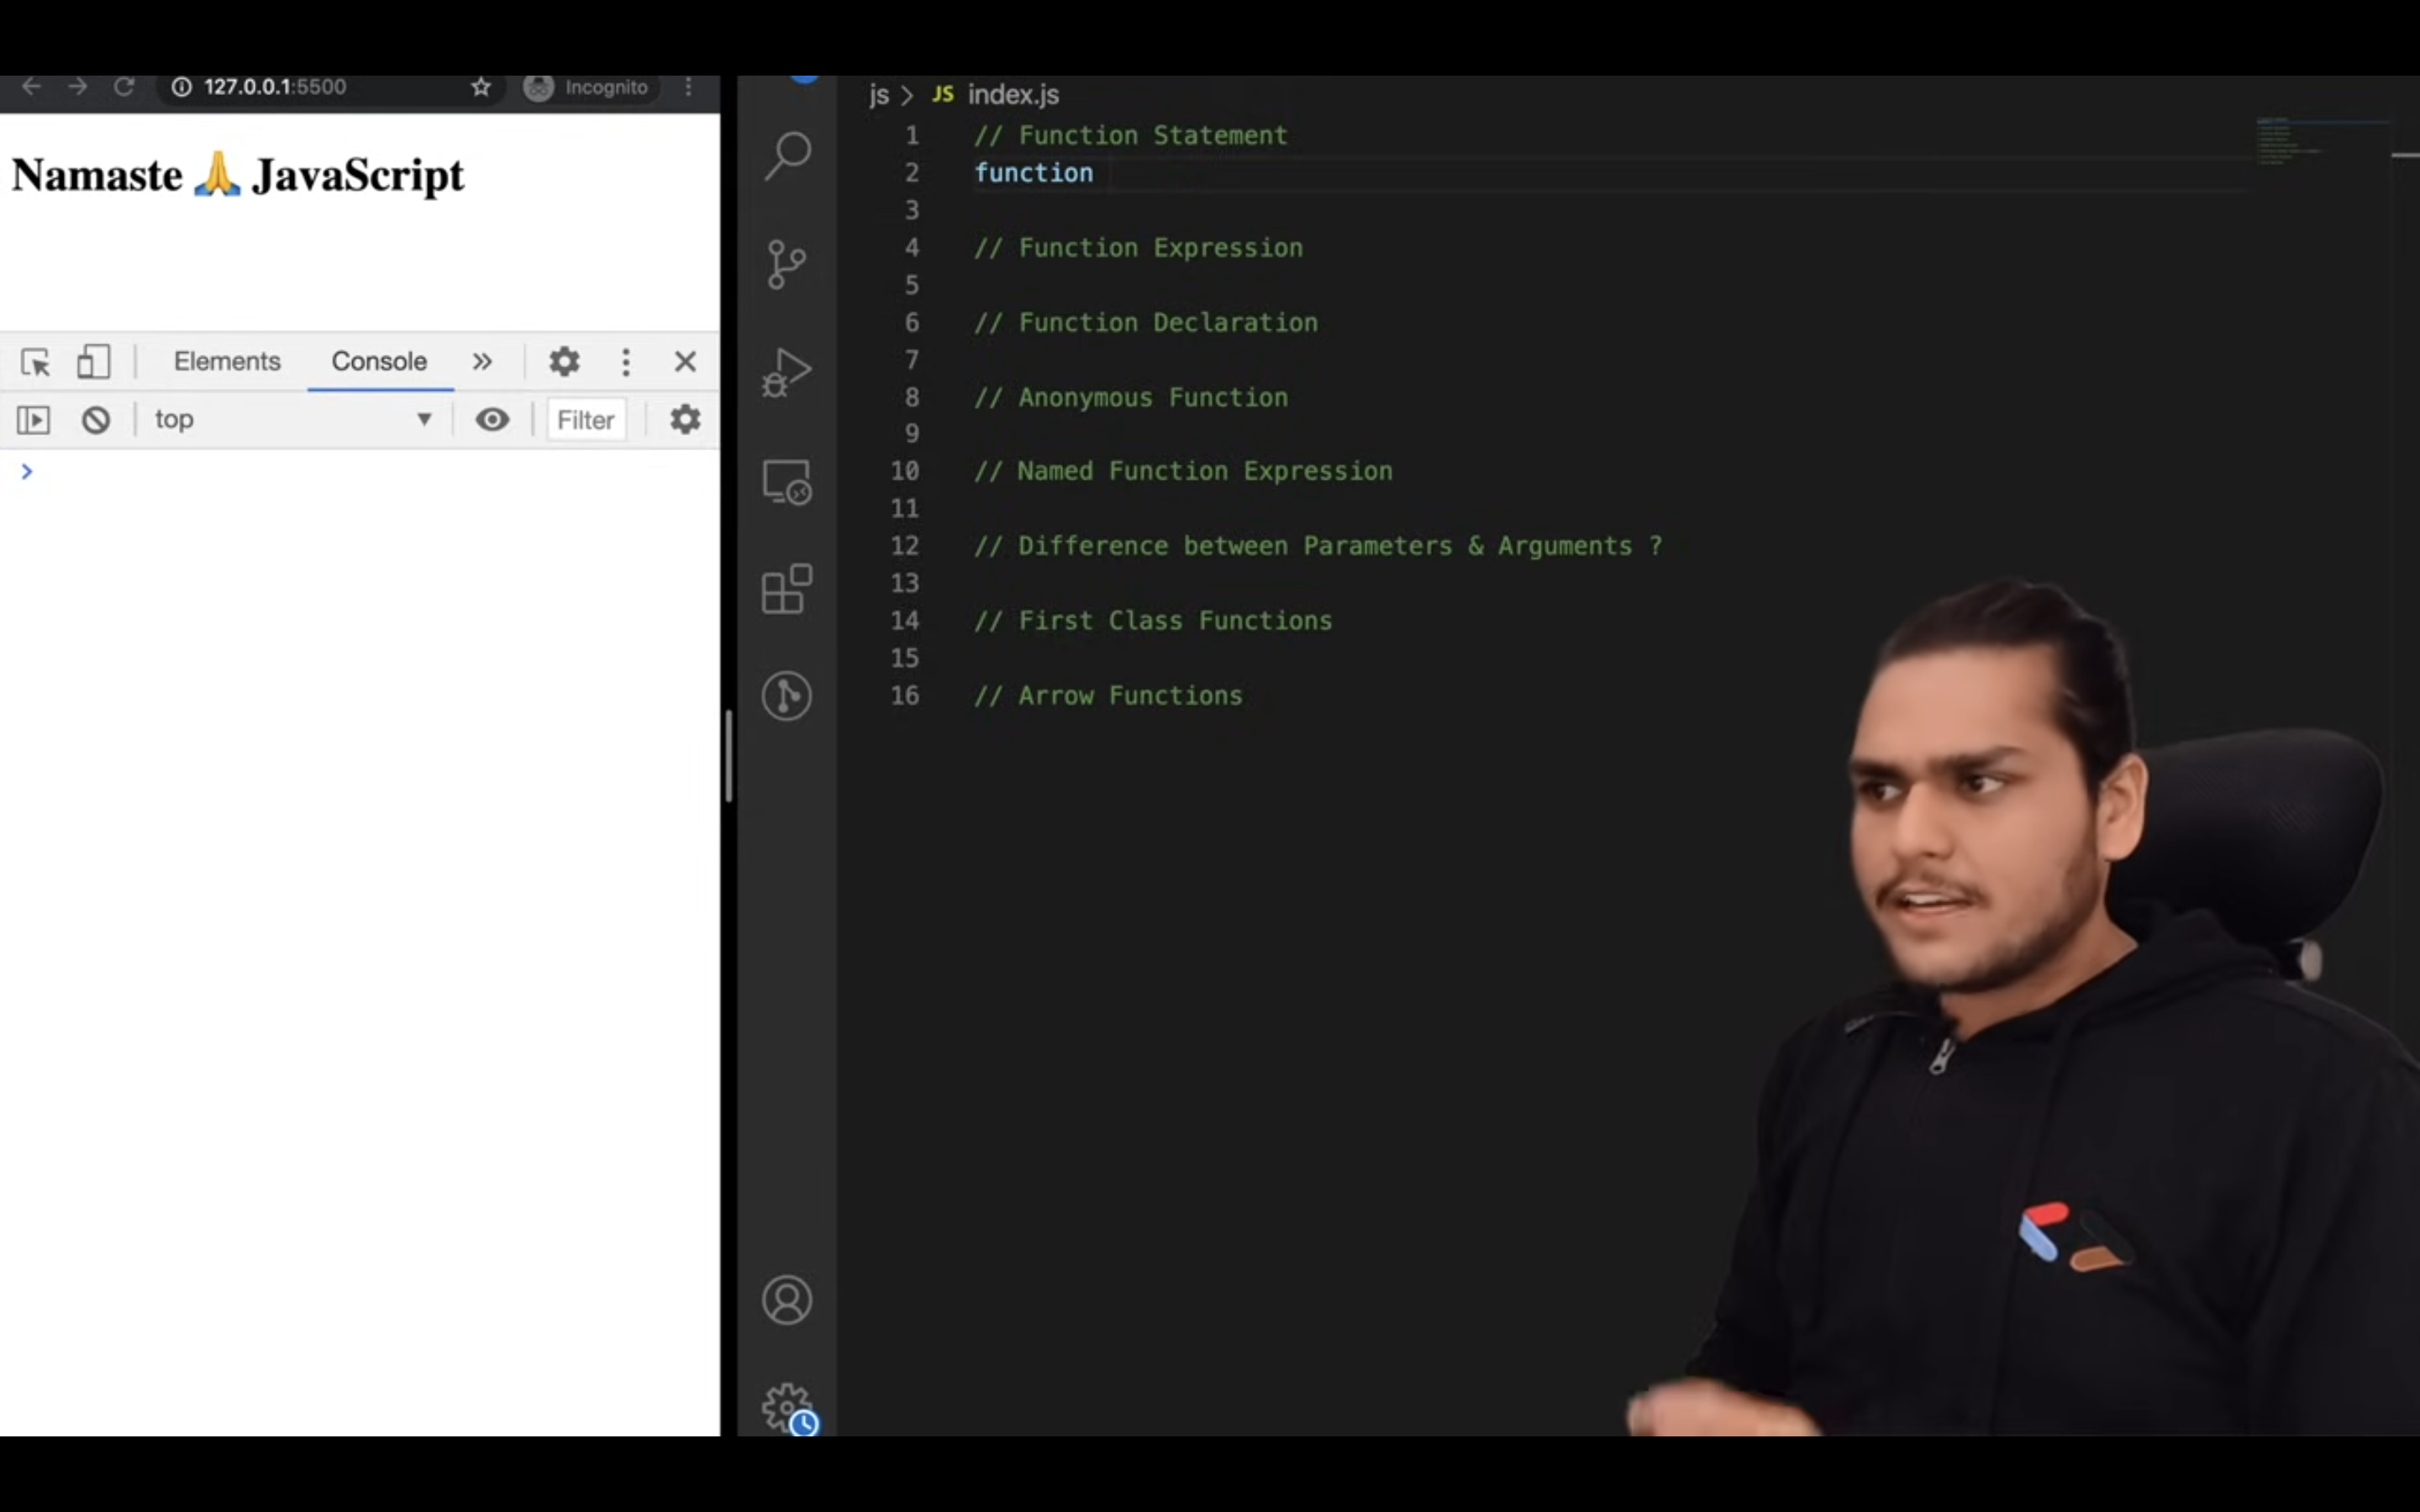 127.0.0.1:5500 Incognito
Namaste 🙏 JavaScript
Elements Console »
top Filter
>
js > JS index.js
1 // Function Statement
2 function
3
4 // Function Expression
5
6 // Function Declaration
7
8 // Anonymous Function
9
10 // Named Function Expression
11
12 // Difference between Parameters & Arguments ?
13
14 // First Class Functions
15
16 // Arrow Functions